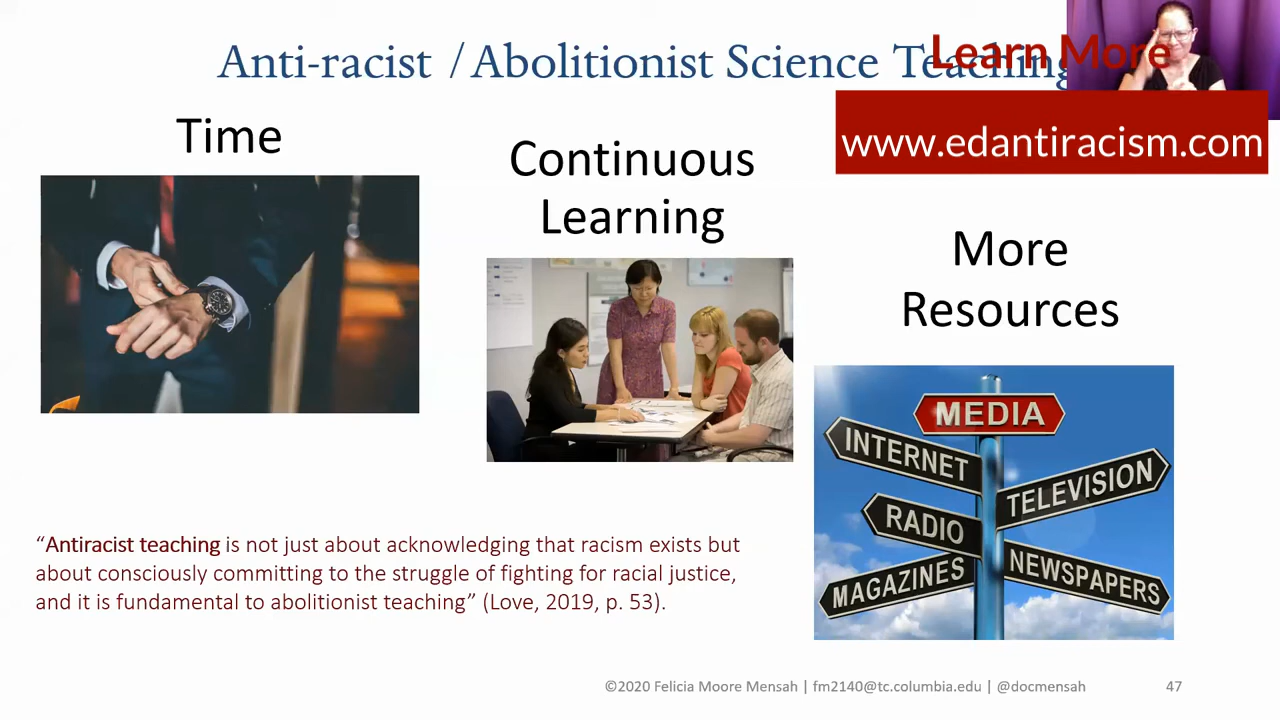 Anti-racist / Abolitionist Science Teaching
Learn More
www.edantiracism.com
Time
Continuous
Learning
More
Resources
MEDIA
INTERNET
TELEVISION
RADIO
NEWSPAPERS
MAGAZINES
“Antiracist teaching is not just about acknowledging that racism exists but
about consciously committing to the struggle of fighting for racial justice,
and it is fundamental to abolitionist teaching” (Love, 2019, p. 53).
©2020 Felicia Moore Mensah | fm2140@tc.columbia.edu | @docmensah
47